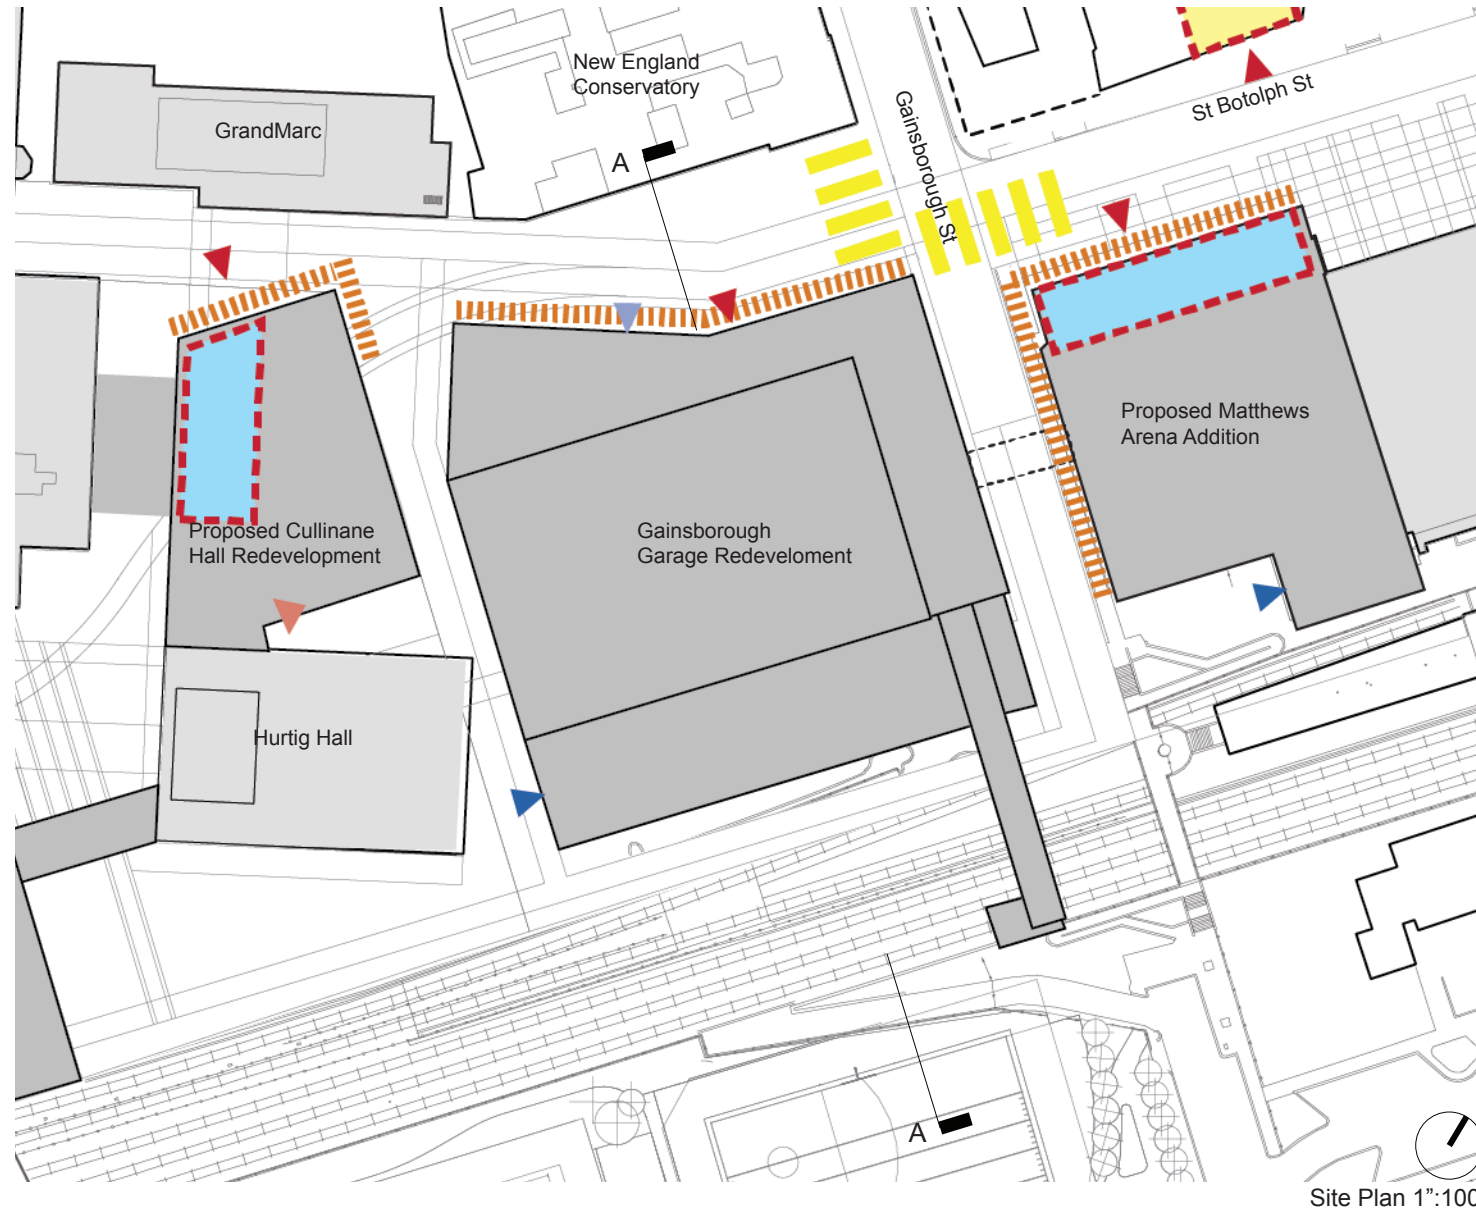 New England
Conservatory
GrandMarc
A
Gainsborough St
St Botolph St
Proposed Matthews
Arena Addition
Proposed Cullinane
Hall Redevelopment
Gainsborough
Garage Redeveloment
Hurtig Hall
A
Site Plan 1”:100